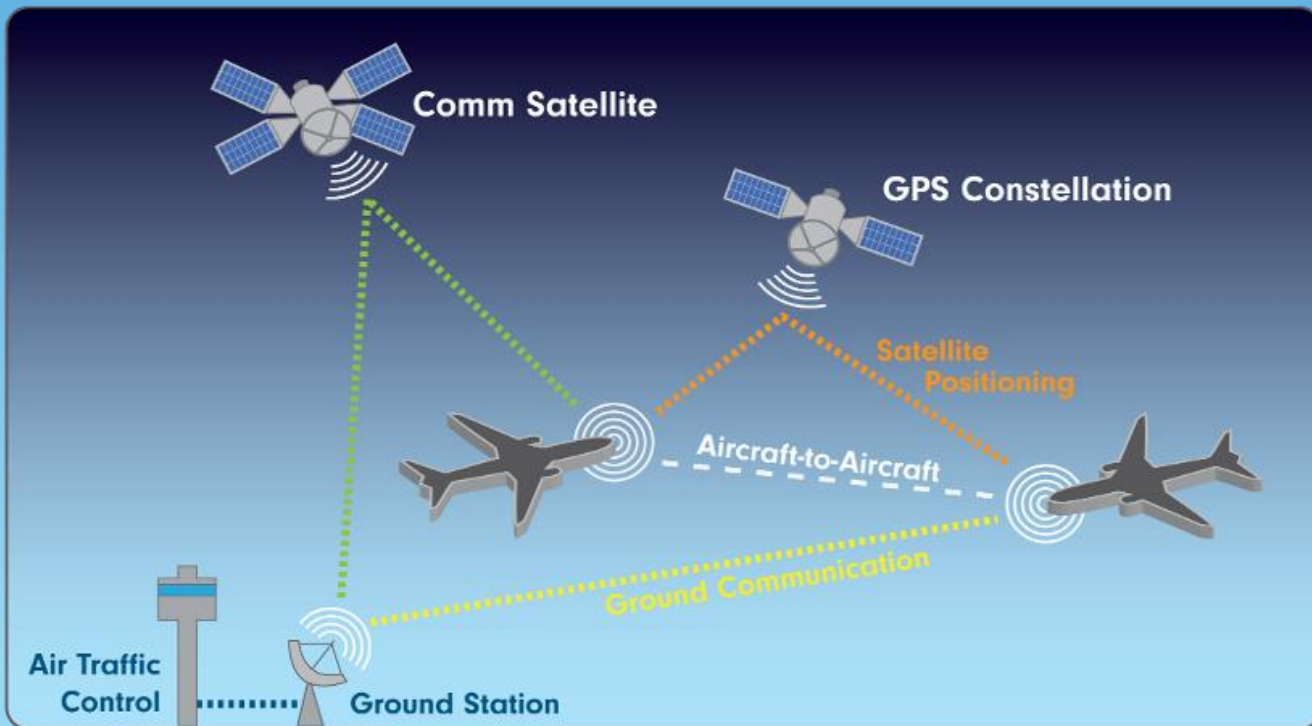 Comm Satellite
GPS Constellation
Satellite
Positioning
Aircraft-to-Aircraft
Ground Communication
Air Traffic
Control
Ground Station